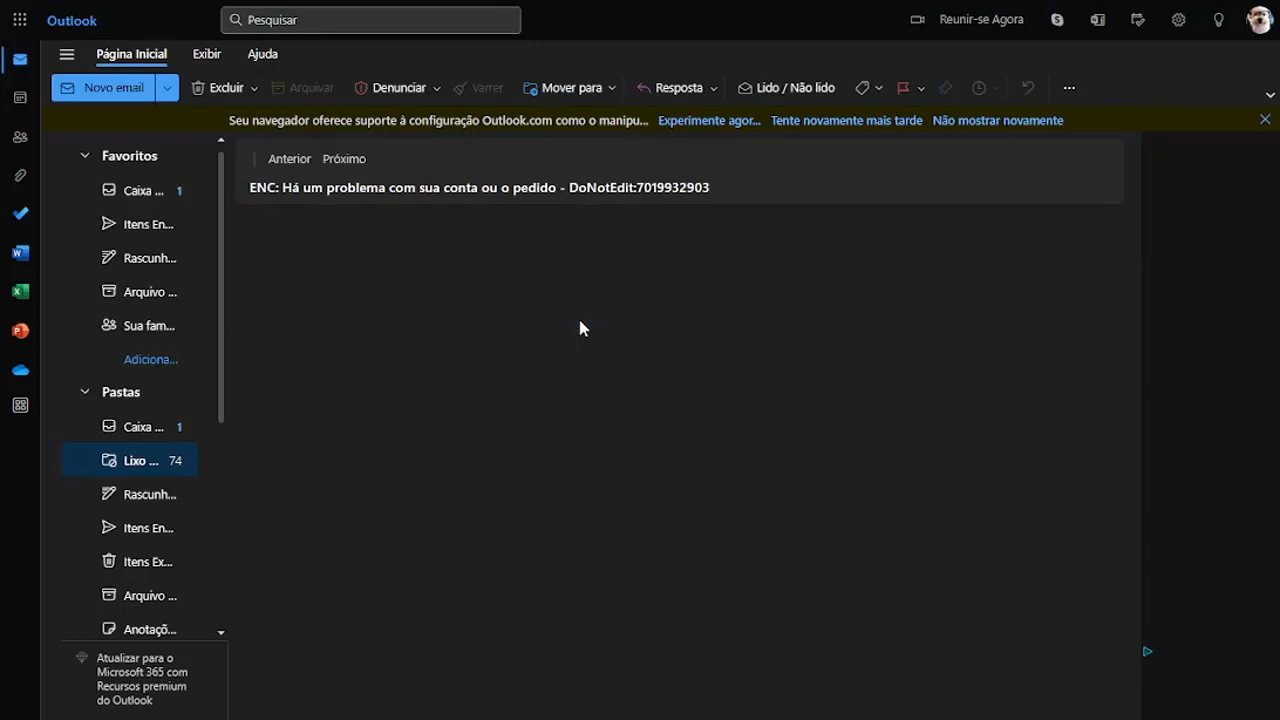 Outlook
Pesquisar
Reunir-se Agora
Página Inicial
Exibir
Ajuda
Novo email
Excluir
Arquivar
Denunciar
Varrer
Mover para
Resposta
Lido / Não lido
Seu navegador oferece suporte à configuração Outlook.com como o manipu...
Experimente agor...
Tente novamente mais tarde
Não mostrar novamente
Favoritos
Caixa ... 1
Itens En...
Rascunh...
Arquivo ...
Sua fam...
Adiciona...
Pastas
Caixa ... 1
Lixo ... 74
Rascunh...
Itens En...
Itens Ex...
Arquivo ...
Anotaçõ...
Atualizar para o
Microsoft 365 com
Recursos premium
do Outlook
Anterior Próximo
ENC: Há um problema com sua conta ou o pedido - DoNotEdit:7019932903